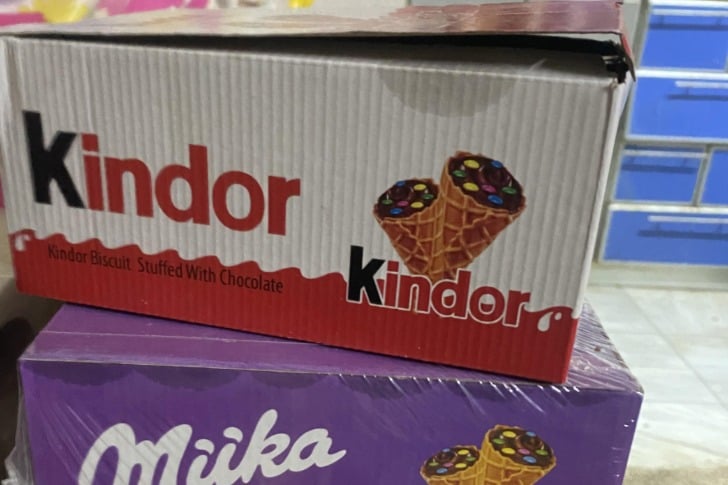 Kindor
Kindor Biscuit Stuffed With Chocolate
Kindor
Müka